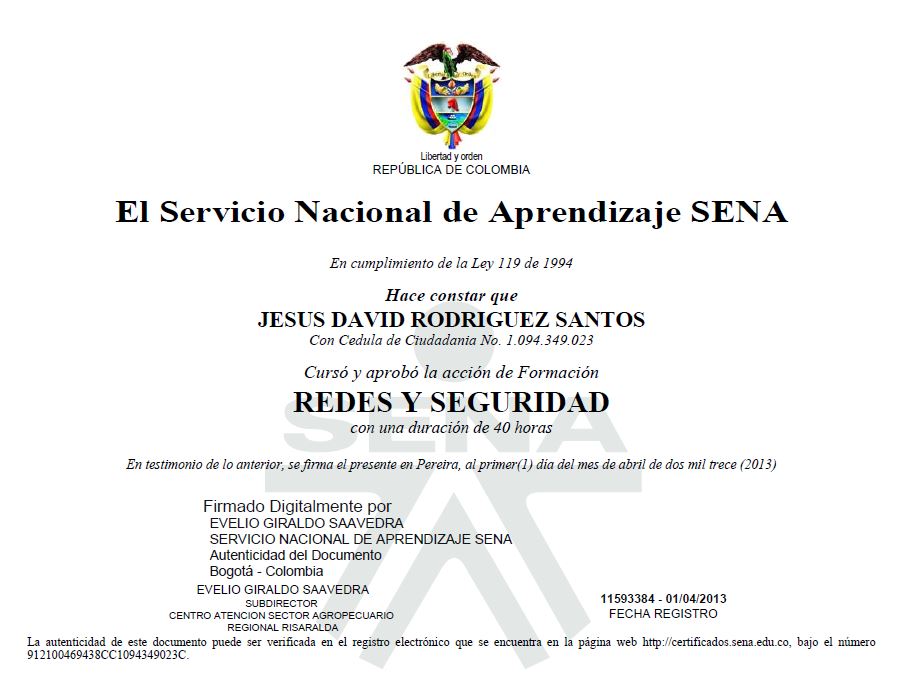 Libertad y orden
REPÚBLICA DE COLOMBIA
El Servicio Nacional de Aprendizaje SENA
En cumplimiento de la Ley 119 de 1994
Hace constar que
JESUS DAVID RODRIGUEZ SANTOS
Con Cedula de Ciudadania No. 1.094.349.023
Cursó y aprobó la acción de Formación
REDES Y SEGURIDAD
SENA
con una duración de 40 horas
En testimonio de lo anterior, se firma el presente en Pereira, al primer(1) día del mes de abril de dos mil trece (2013)
Firmado Digitalmente por
EVELIO GIRALDO SAAVEDRA
SERVICIO NACIONAL DE APRENDIZAJE SENA
Autenticidad del Documento
Bogotá - Colombia
EVELIO GIRALDO SAAVEDRA
SUBDIRECTOR
CENTRO ATENCION SECTOR AGROPECUARIO
REGIONAL RISARALDA
11593384 - 01/04/2013
FECHA REGISTRO
La autenticidad de este documento puede ser verificada en el registro electrónico que se encuentra en la página web http://certificados.sena.edu.co, bajo el número
912100469438CC1094349023C.